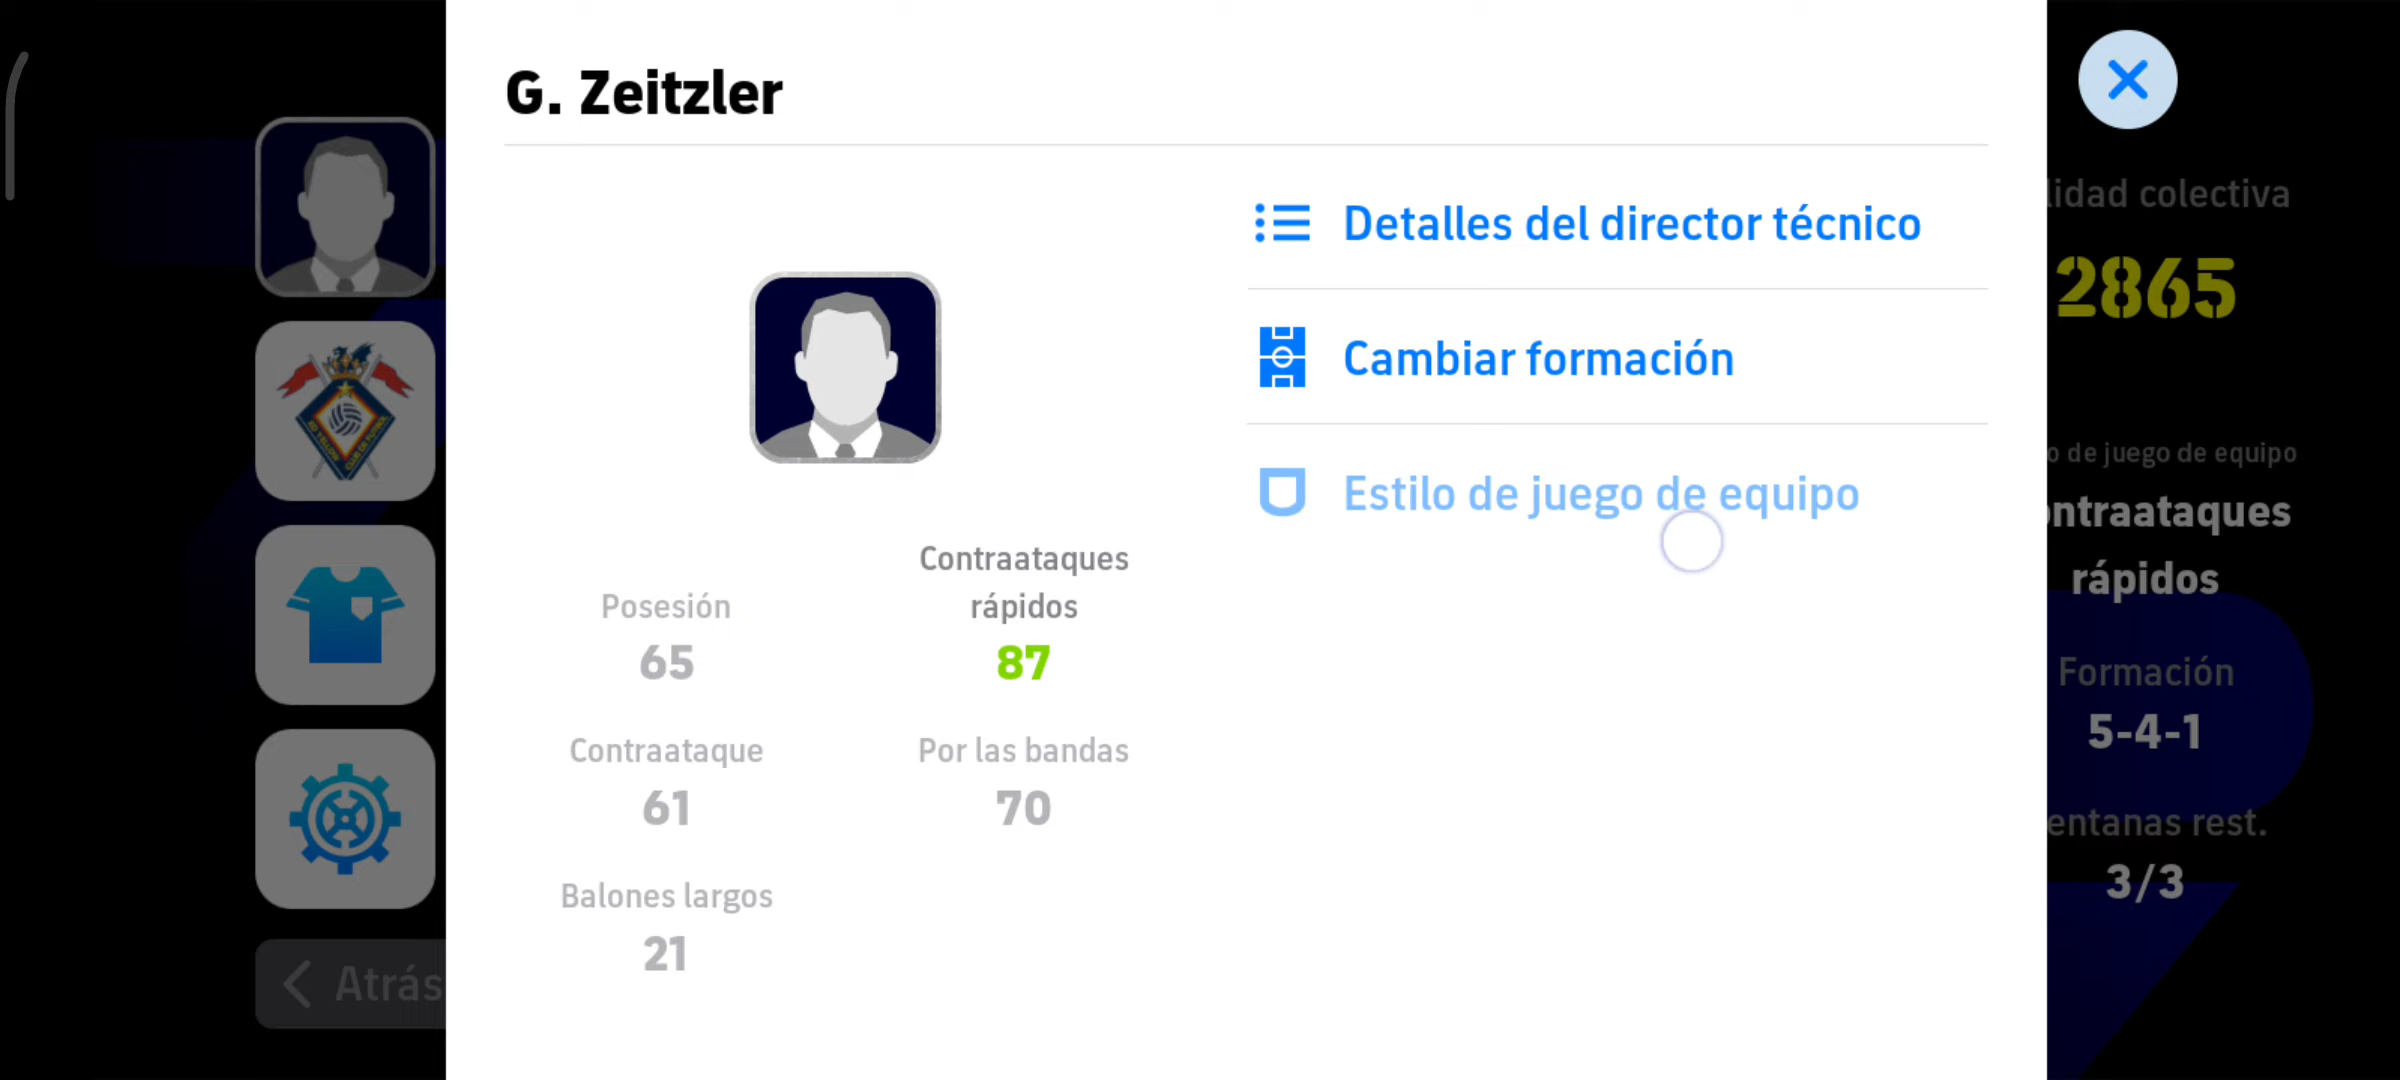 G. Zeitzler
Detalles del director técnico
Cambiar formación
Estilo de juego de equipo
Posesión
65
Contraataques
rápidos
87
Contraataque
61
Por las bandas
70
Balones largos
21
Atrás
lidad colectiva
2865
o de juego de equipo
ontraataques
rápidos
Formación
5-4-1
entanas rest.
3/3